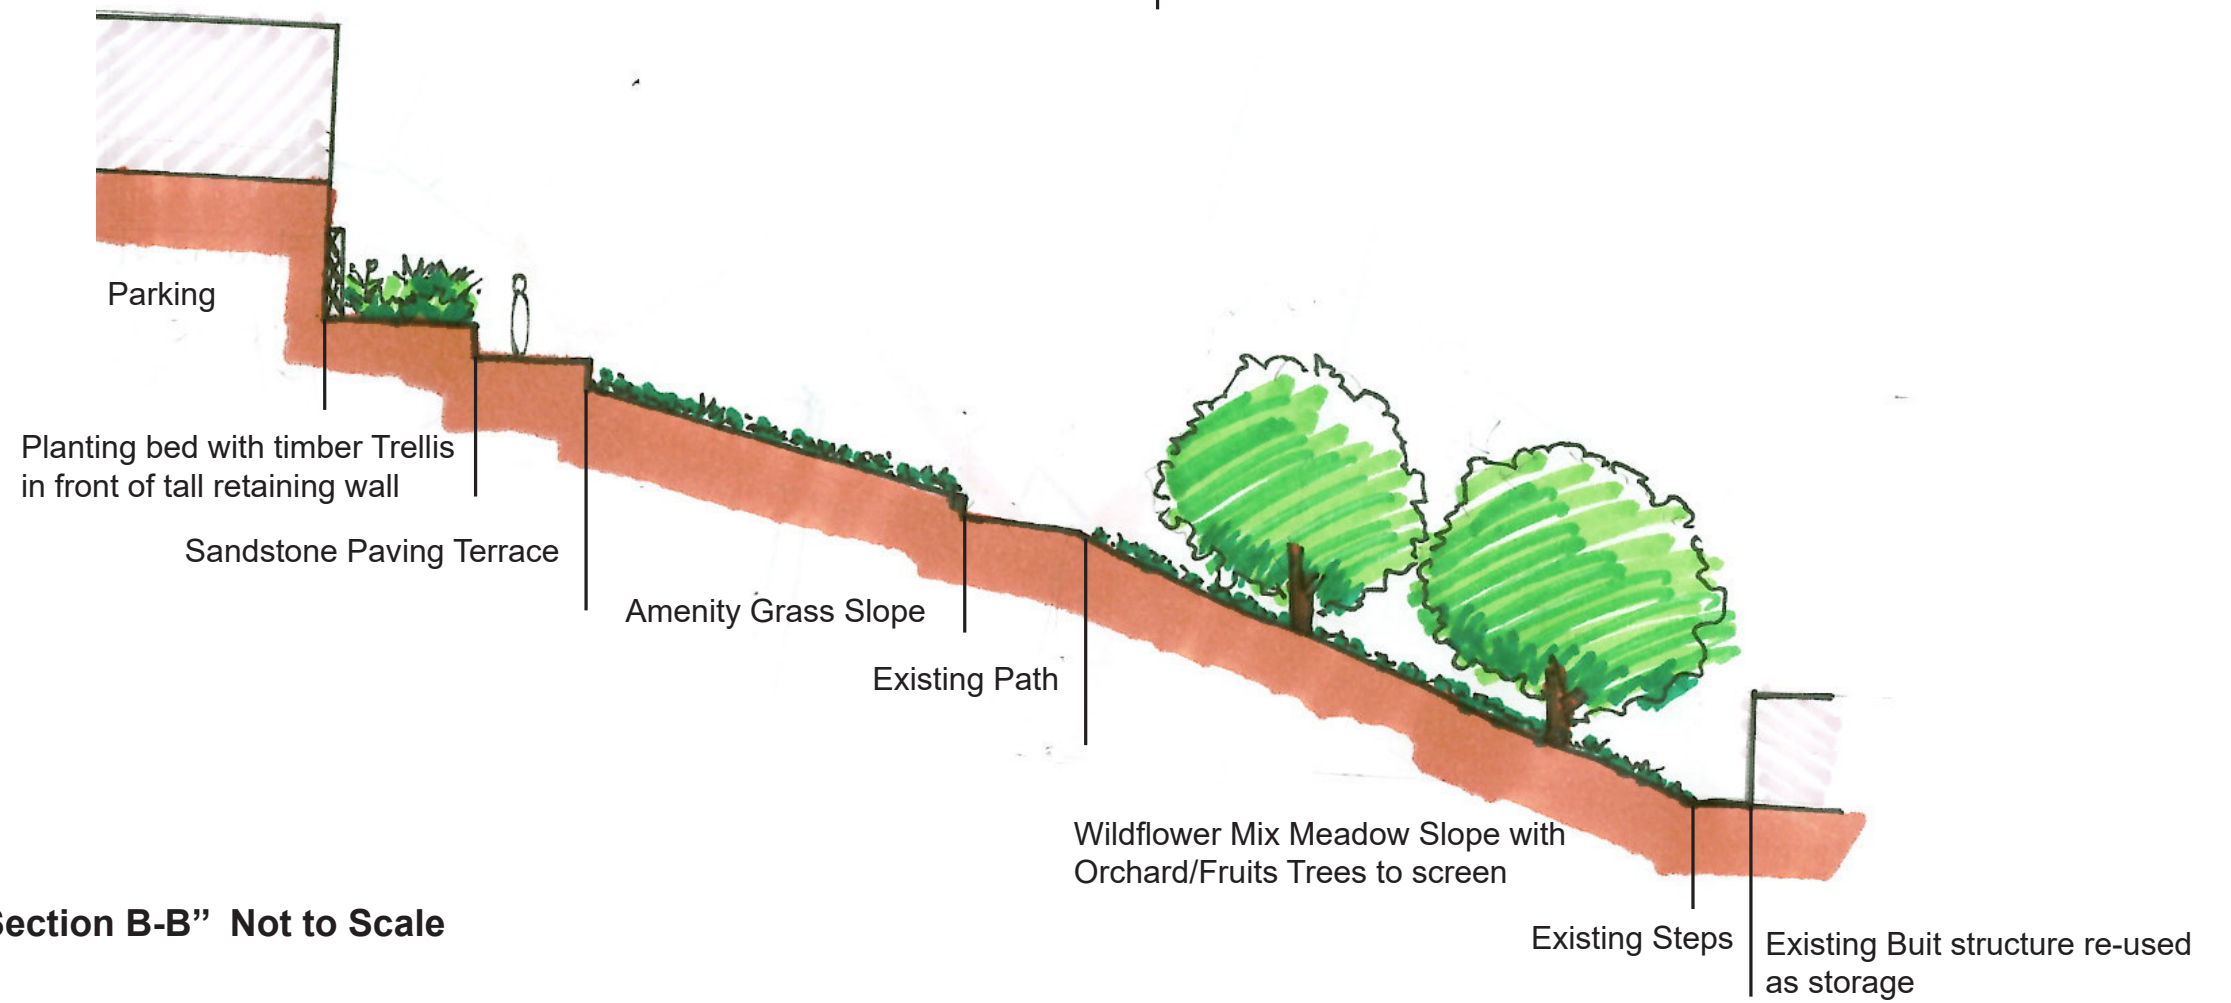 Parking
Planting bed with timber Trellis
in front of tall retaining wall
Sandstone Paving Terrace
Amenity Grass Slope
Existing Path
Wildflower Mix Meadow Slope with
Orchard/Fruits Trees to screen
Existing Steps
Existing Buit structure re-used
as storage
Section B-B” Not to Scale